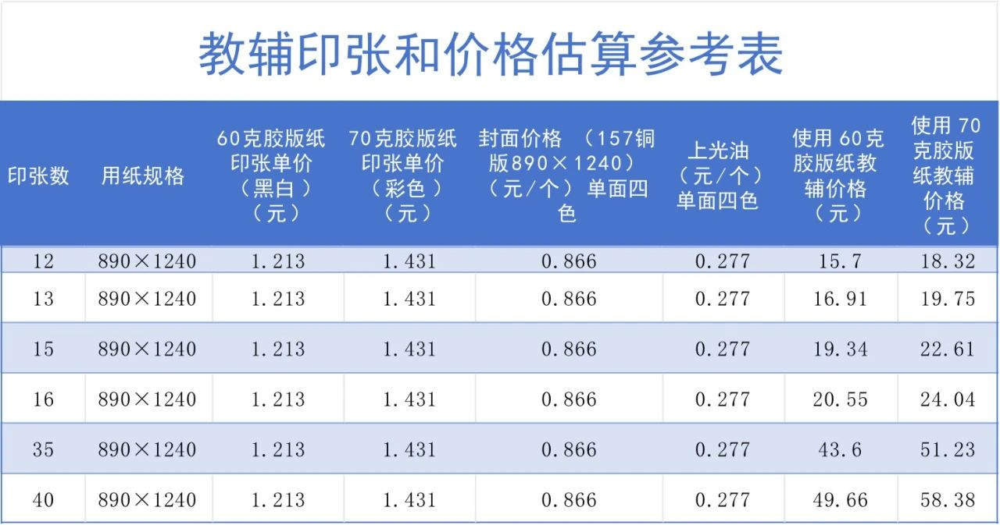 教辅印张和价格估算参考表
印张数 用纸规格 60克胶版纸印张单价（黑白）（元） 70克胶版纸印张单价（彩色）（元） 封面价格 （157铜版890×1240）（元/个）单面四色 上光油（元/个）单面四色 使用60克胶版纸教辅价格（元） 使用70克胶版纸教辅价格（元）
12 890×1240 1.213 1.431 0.866 0.277 15.7 18.32
13 890×1240 1.213 1.431 0.866 0.277 16.91 19.75
15 890×1240 1.213 1.431 0.866 0.277 19.34 22.61
16 890×1240 1.213 1.431 0.866 0.277 20.55 24.04
35 890×1240 1.213 1.431 0.866 0.277 43.6 51.23
40 890×1240 1.213 1.431 0.866 0.277 49.66 58.38